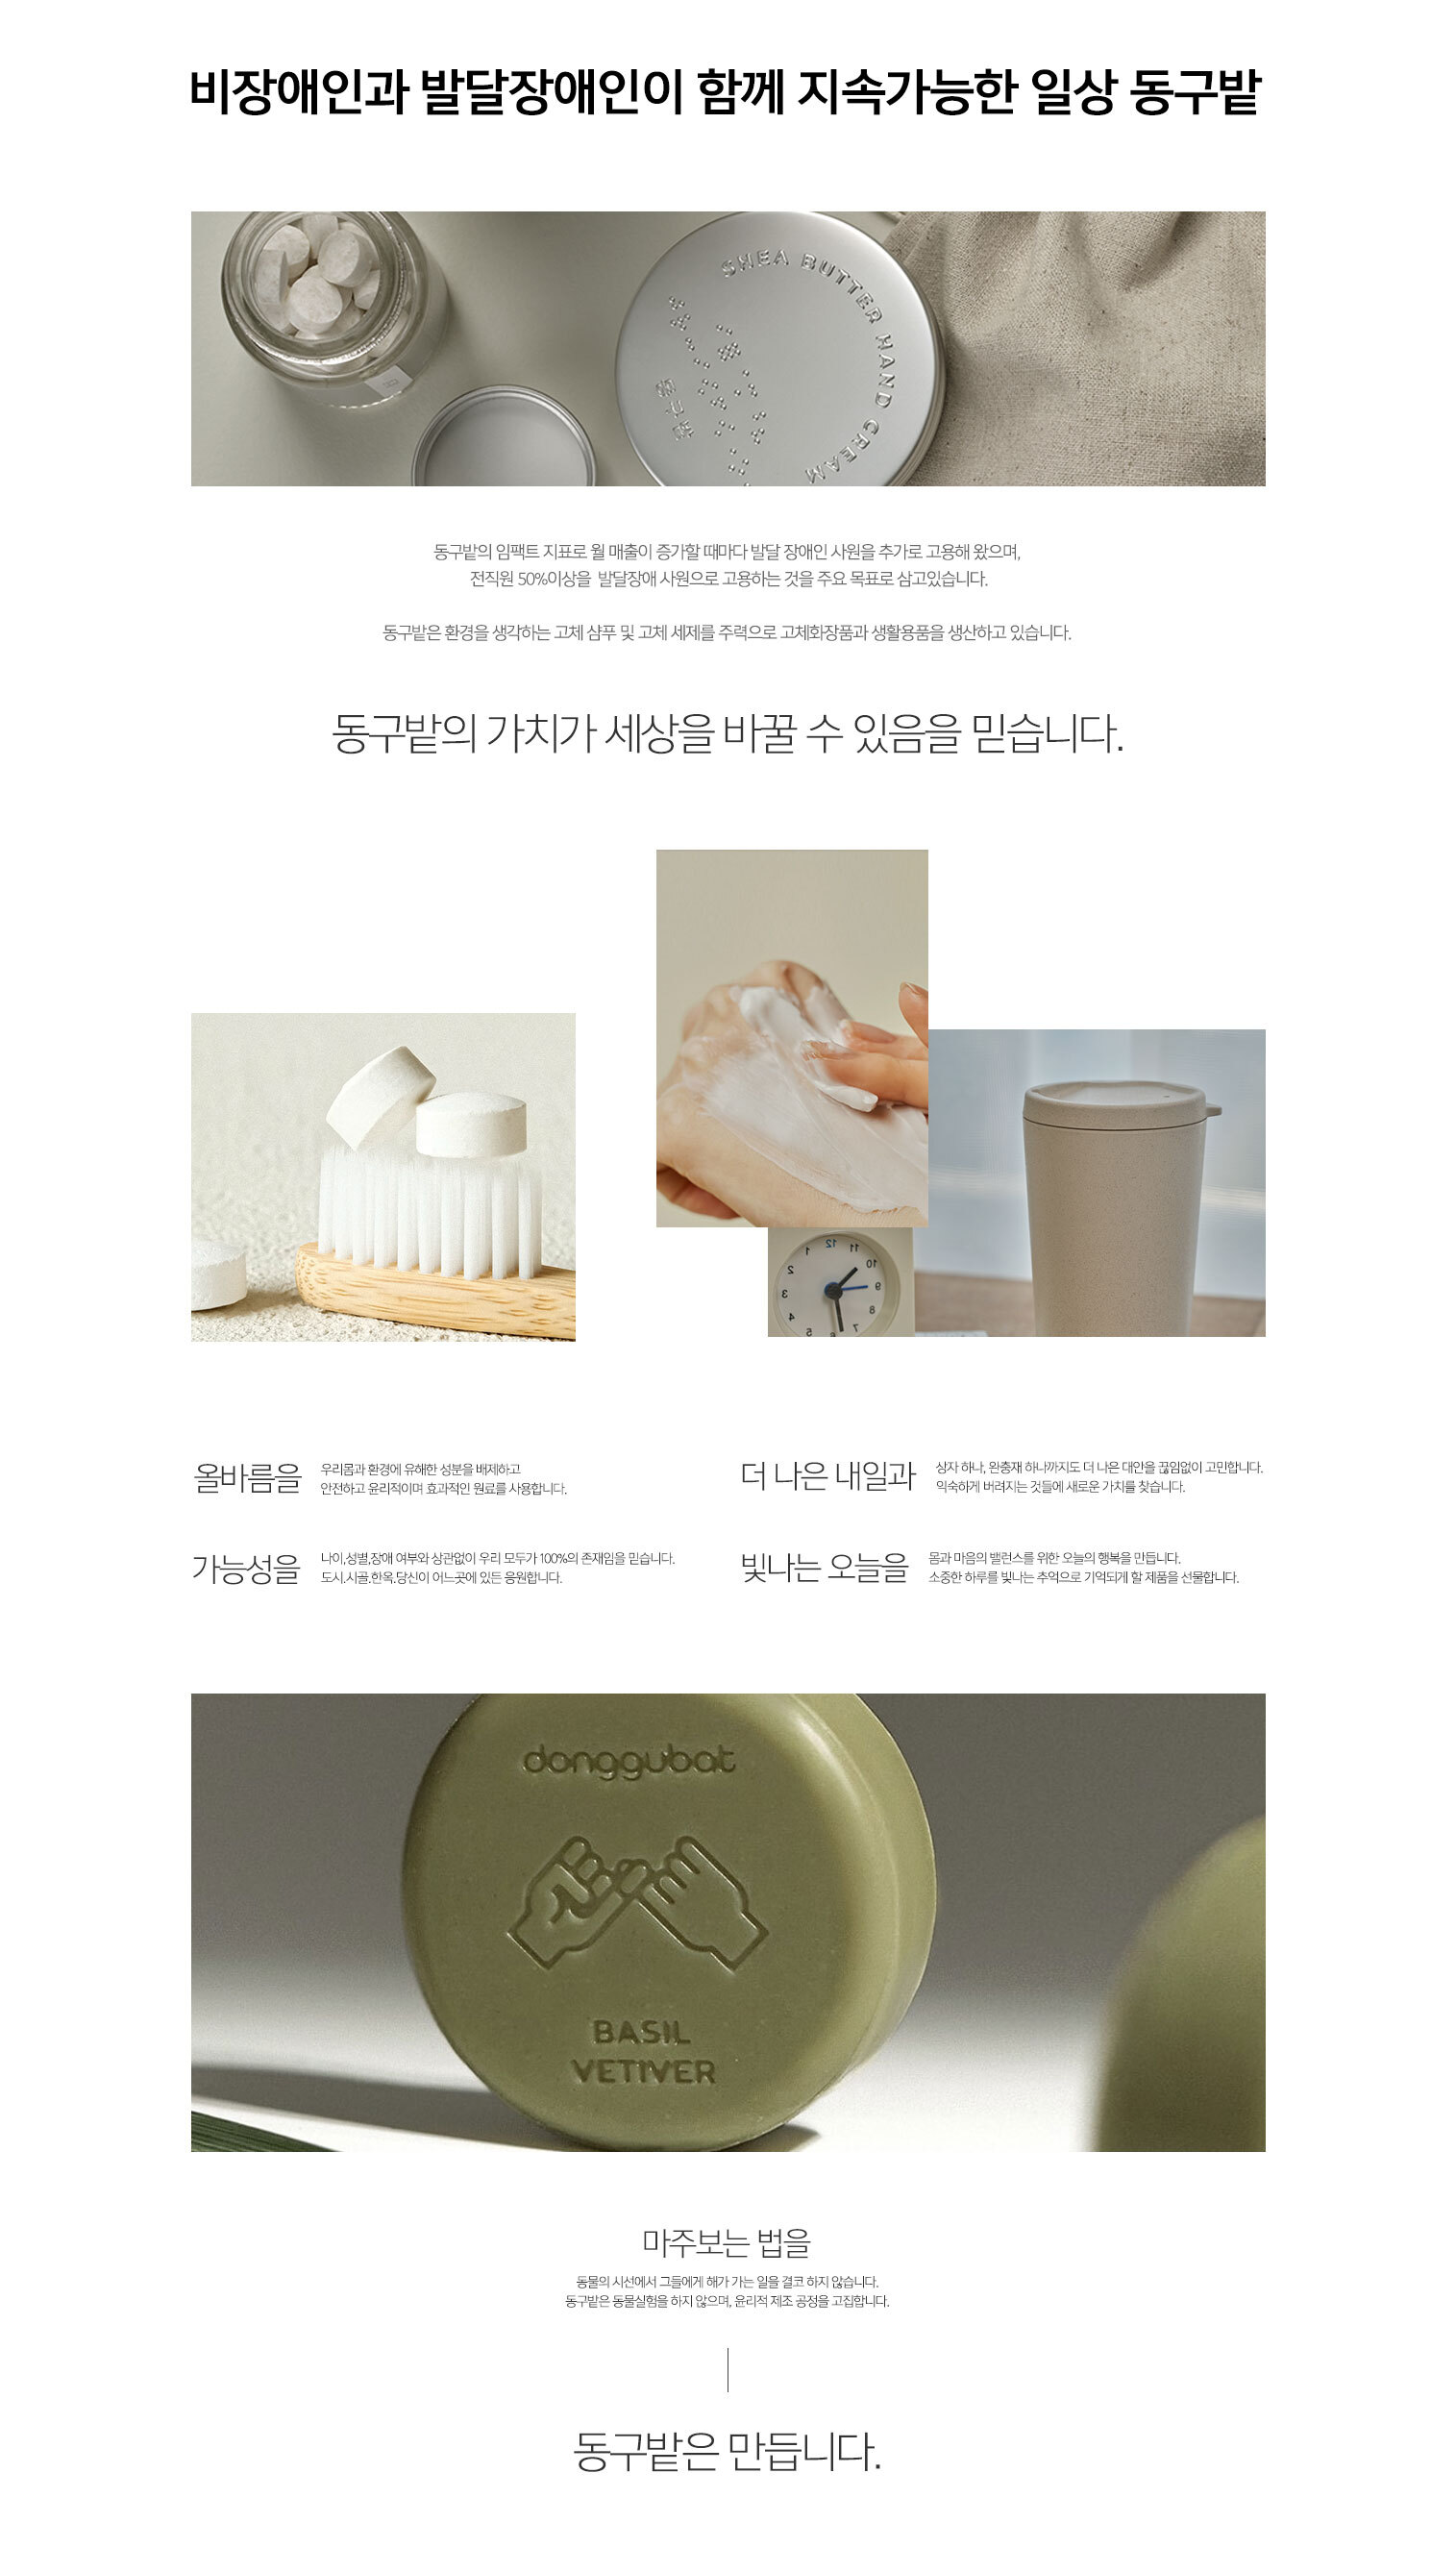 비장애인과 발달장애인이 함께 지속가능한 일상 동구밭
SHEA BUTTER HAND CREAM
동구밭
동구밭의 임팩트 지표로 월 매출이 증가할 때마다 발달 장애인 사원을 추가로 고용해 왔으며,
전직원 50%이상을 발달장애 사원으로 고용하는 것을 주요 목표로 삼고있습니다.
동구밭은 환경을 생각하는 고체 샴푸 및 고체 세제를 주력으로 고체화장품과 생활용품을 생산하고 있습니다.
동구밭의 가치가 세상을 바꿀 수 있음을 믿습니다.
12 11 10 9 8 7 6 5 4 3 2 1
올바름을
우리몸과 환경에 유해한 성분을 배제하고
안전하고 윤리적이며 효과적인 원료를 사용합니다.
더 나은 내일과
상자 하나, 완충재 하나까지도 더 나은 대안을 끊임없이 고민합니다.
익숙하게 버려지는 것들에 새로운 가치를 찾습니다.
가능성을
나이,성별,장애 여부와 상관없이 우리 모두가 100%의 존재임을 믿습니다.
도시.시골.한옥.당신이 어느곳에 있든 응원합니다.
빛나는 오늘을
몸과 마음의 밸런스를 위한 오늘의 행복을 만듭니다.
소중한 하루를 빛나는 추억으로 기억되게 할 제품을 선물합니다.
donggubat
BASIL
VETIVER
마주보는 법을
동물의 시선에서 그들에게 해가 가는 일을 결코 하지 않습니다.
동구밭은 동물실험을 하지 않으며, 윤리적 제조 공정을 고집합니다.
동구밭은 만듭니다.